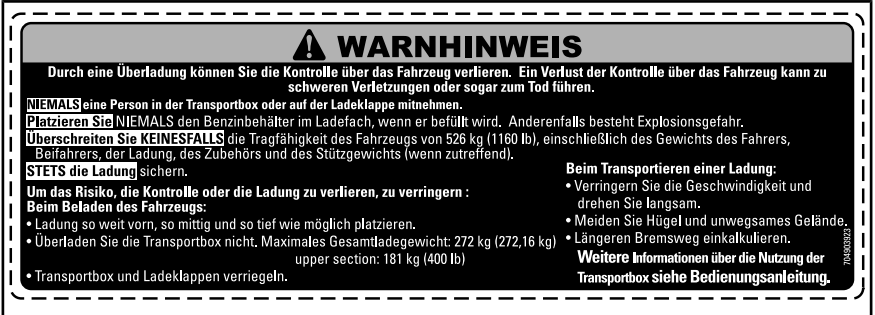 WARNHINWEIS
Durch eine Überladung können Sie die Kontrolle über das Fahrzeug verlieren. Ein Verlust der Kontrolle über das Fahrzeug kann zu
schweren Verletzungen oder sogar zum Tod führen.
NIEMALS eine Person in der Transportbox oder auf der Ladeklappe mitnehmen.
Platzieren Sie NIEMALS den Benzinbehälter im Ladefach, wenn er befüllt wird. Anderenfalls besteht Explosionsgefahr.
Überschreiten Sie KEINESFALLS die Tragfähigkeit des Fahrzeugs von 526 kg (1160 lb), einschließlich des Gewichts des Fahrers,
Beifahrers, der Ladung, des Zubehörs und des Stützgewichts (wenn zutreffend).
STETS die Ladung sichern.
Um das Risiko, die Kontrolle oder die Ladung zu verlieren, zu verringern :
Beim Beladen des Fahrzeugs:
• Ladung so weit vorn, so mittig und so tief wie möglich platzieren.
• Überladen Sie die Transportbox nicht. Maximales Gesamtladegewicht: 272 kg (272,16 kg)
upper section: 181 kg (400 lb)
• Transportbox und Ladeklappen verriegeln.
Beim Transportieren einer Ladung:
• Verringern Sie die Geschwindigkeit und
drehen Sie langsam.
• Meiden Sie Hügel und unwegsames Gelände.
• Längeren Bremsweg einkalkulieren.
Weitere Informationen über die Nutzung der
Transportbox siehe Bedienungsanleitung.
704903923